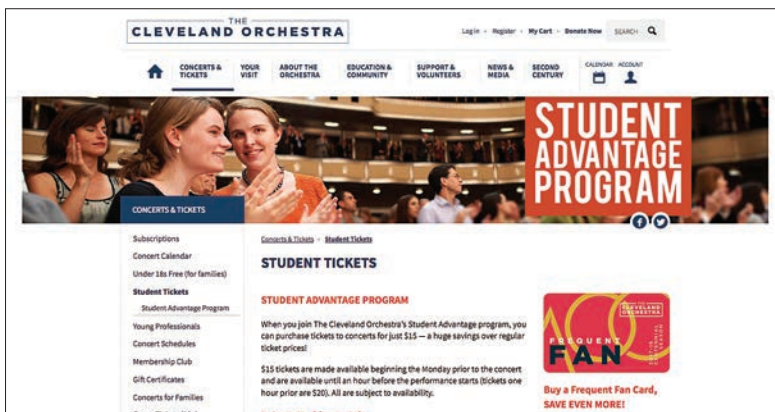 THE
CLEVELAND ORCHESTRA
Log in • Register • My Cart • Donate Now
SEARCH
CONCERTS & TICKETS
YOUR VISIT
ABOUT THE ORCHESTRA
EDUCATION & COMMUNITY
SUPPORT & VOLUNTEERS
NEWS & MEDIA
SECOND CENTURY
CALENDAR
ACCOUNT
STUDENT
ADVANTAGE
PROGRAM
CONCERTS & TICKETS
Subscriptions
Concert Calendar
Under 18s Free (for families)
Student Tickets
Student Advantage Program
Young Professionals
Concert Schedules
Membership Club
Gift Certificates
Concerts for Families
Concerts & Tickets • Student Tickets
STUDENT TICKETS
STUDENT ADVANTAGE PROGRAM
When you join The Cleveland Orchestra's Student Advantage program, you
can purchase tickets to concerts for just $15 — a huge savings over regular
ticket prices!
$15 tickets are made available beginning the Monday prior to the concert
and are available until an hour before the performance starts (tickets one
hour prior are $20). All are subject to availability.
THE
CLEVELAND
ORCHESTRA
FREQUENT
FAN
CENTENNIAL
SEASON
Buy a Frequent Fan Card,
SAVE EVEN MORE!